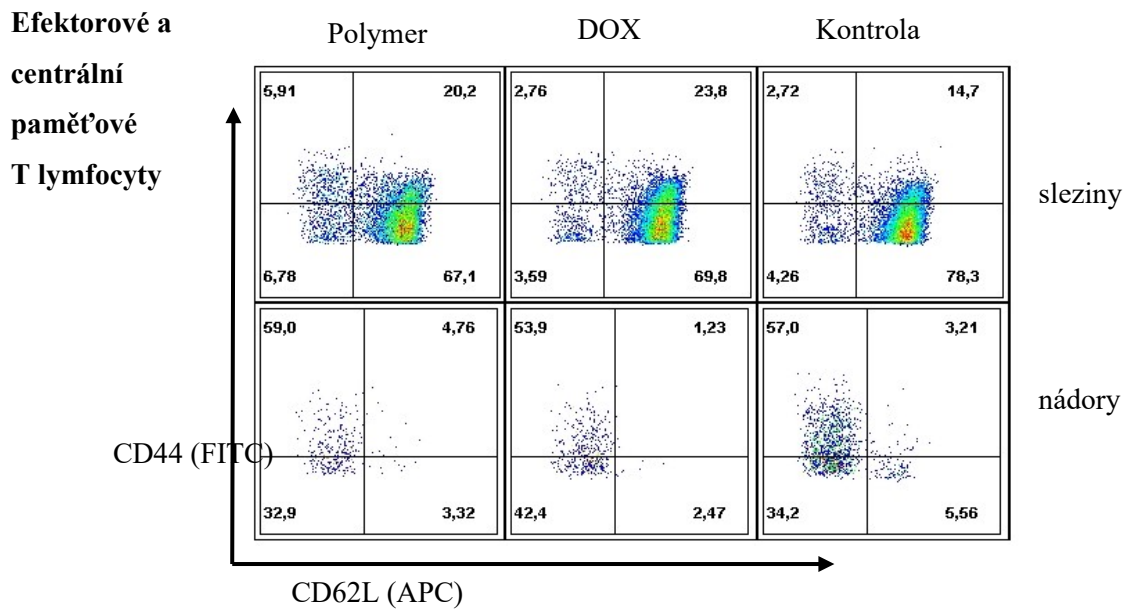 Efektorové a
centrální
paměťové
T lymfocyty
Polymer DOX Kontrola
5,91 20,2 2,76 23,8 2,72 14,7
sleziny
6,78 67,1 3,59 69,8 4,26 78,3
59,0 4,76 53,9 1,23 57,0 3,21
nádory
CD44 (FITC)
32,9 3,32 42,4 2,47 34,2 5,56
CD62L (APC)